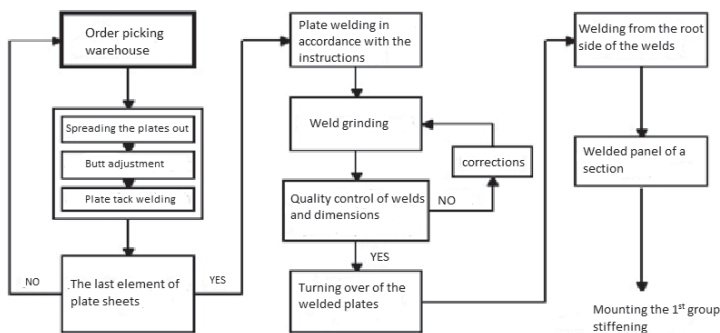 Order picking
warehouse
Spreading the plates out
Butt adjustment
Plate tack welding
NO
The last element of
plate sheets
YES
Plate welding in
accordance with the
instructions
Weld grinding
corrections
Quality control of welds
and dimensions
NO
YES
Turning over of the
welded plates
Welding from the root
side of the welds
Welded panel of a
section
Mounting the 1st group
stiffening